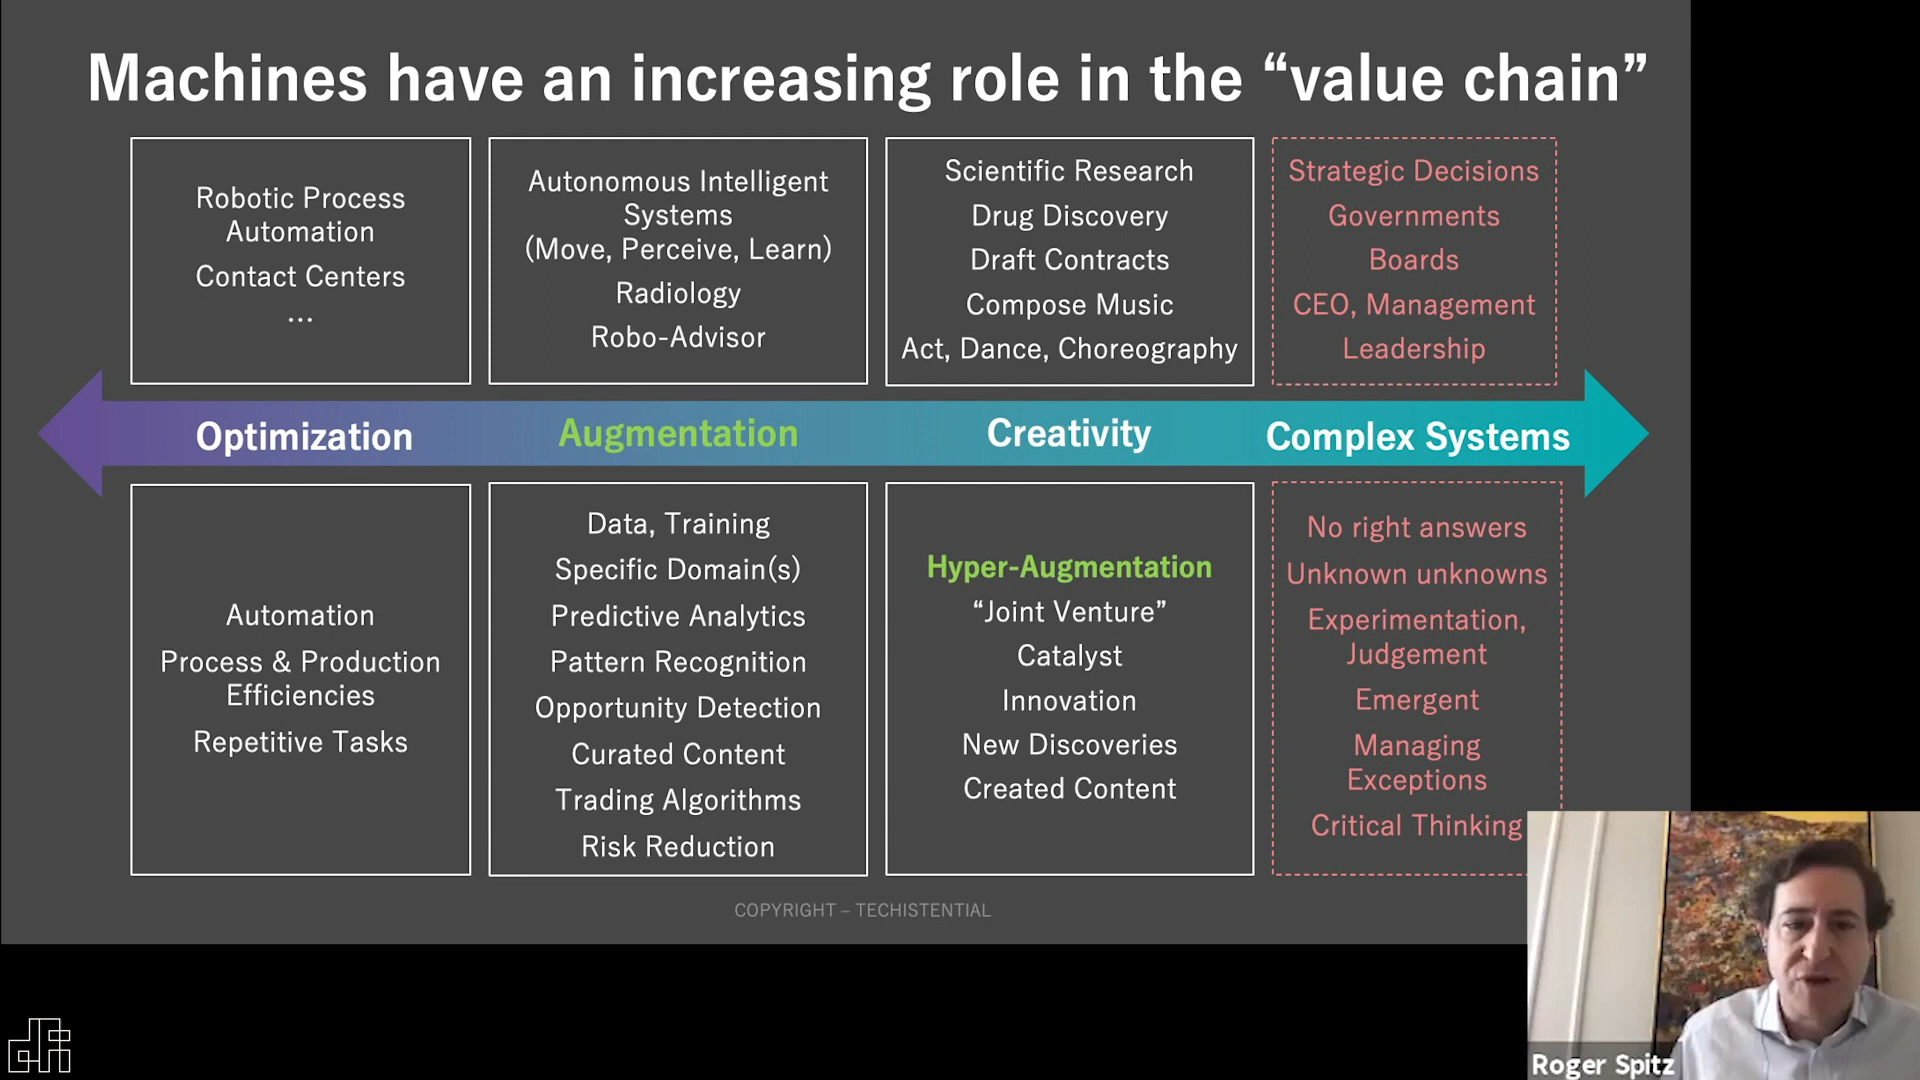 Machines have an increasing role in the “value chain”
Robotic Process
Automation
Contact Centers
...
Autonomous Intelligent
Systems
(Move, Perceive, Learn)
Radiology
Robo-Advisor
Scientific Research
Drug Discovery
Draft Contracts
Compose Music
Act, Dance, Choreography
Strategic Decisions
Governments
Boards
CEO, Management
Leadership
Optimization
Augmentation
Creativity
Complex Systems
Automation
Process & Production
Efficiencies
Repetitive Tasks
Data, Training
Specific Domain(s)
Predictive Analytics
Pattern Recognition
Opportunity Detection
Curated Content
Trading Algorithms
Risk Reduction
Hyper-Augmentation
“Joint Venture”
Catalyst
Innovation
New Discoveries
Created Content
No right answers
Unknown unknowns
Experimentation,
Judgement
Emergent
Managing
Exceptions
Critical Thinking
COPYRIGHT – TECHISTENTIAL
dfi
Roger Spitz